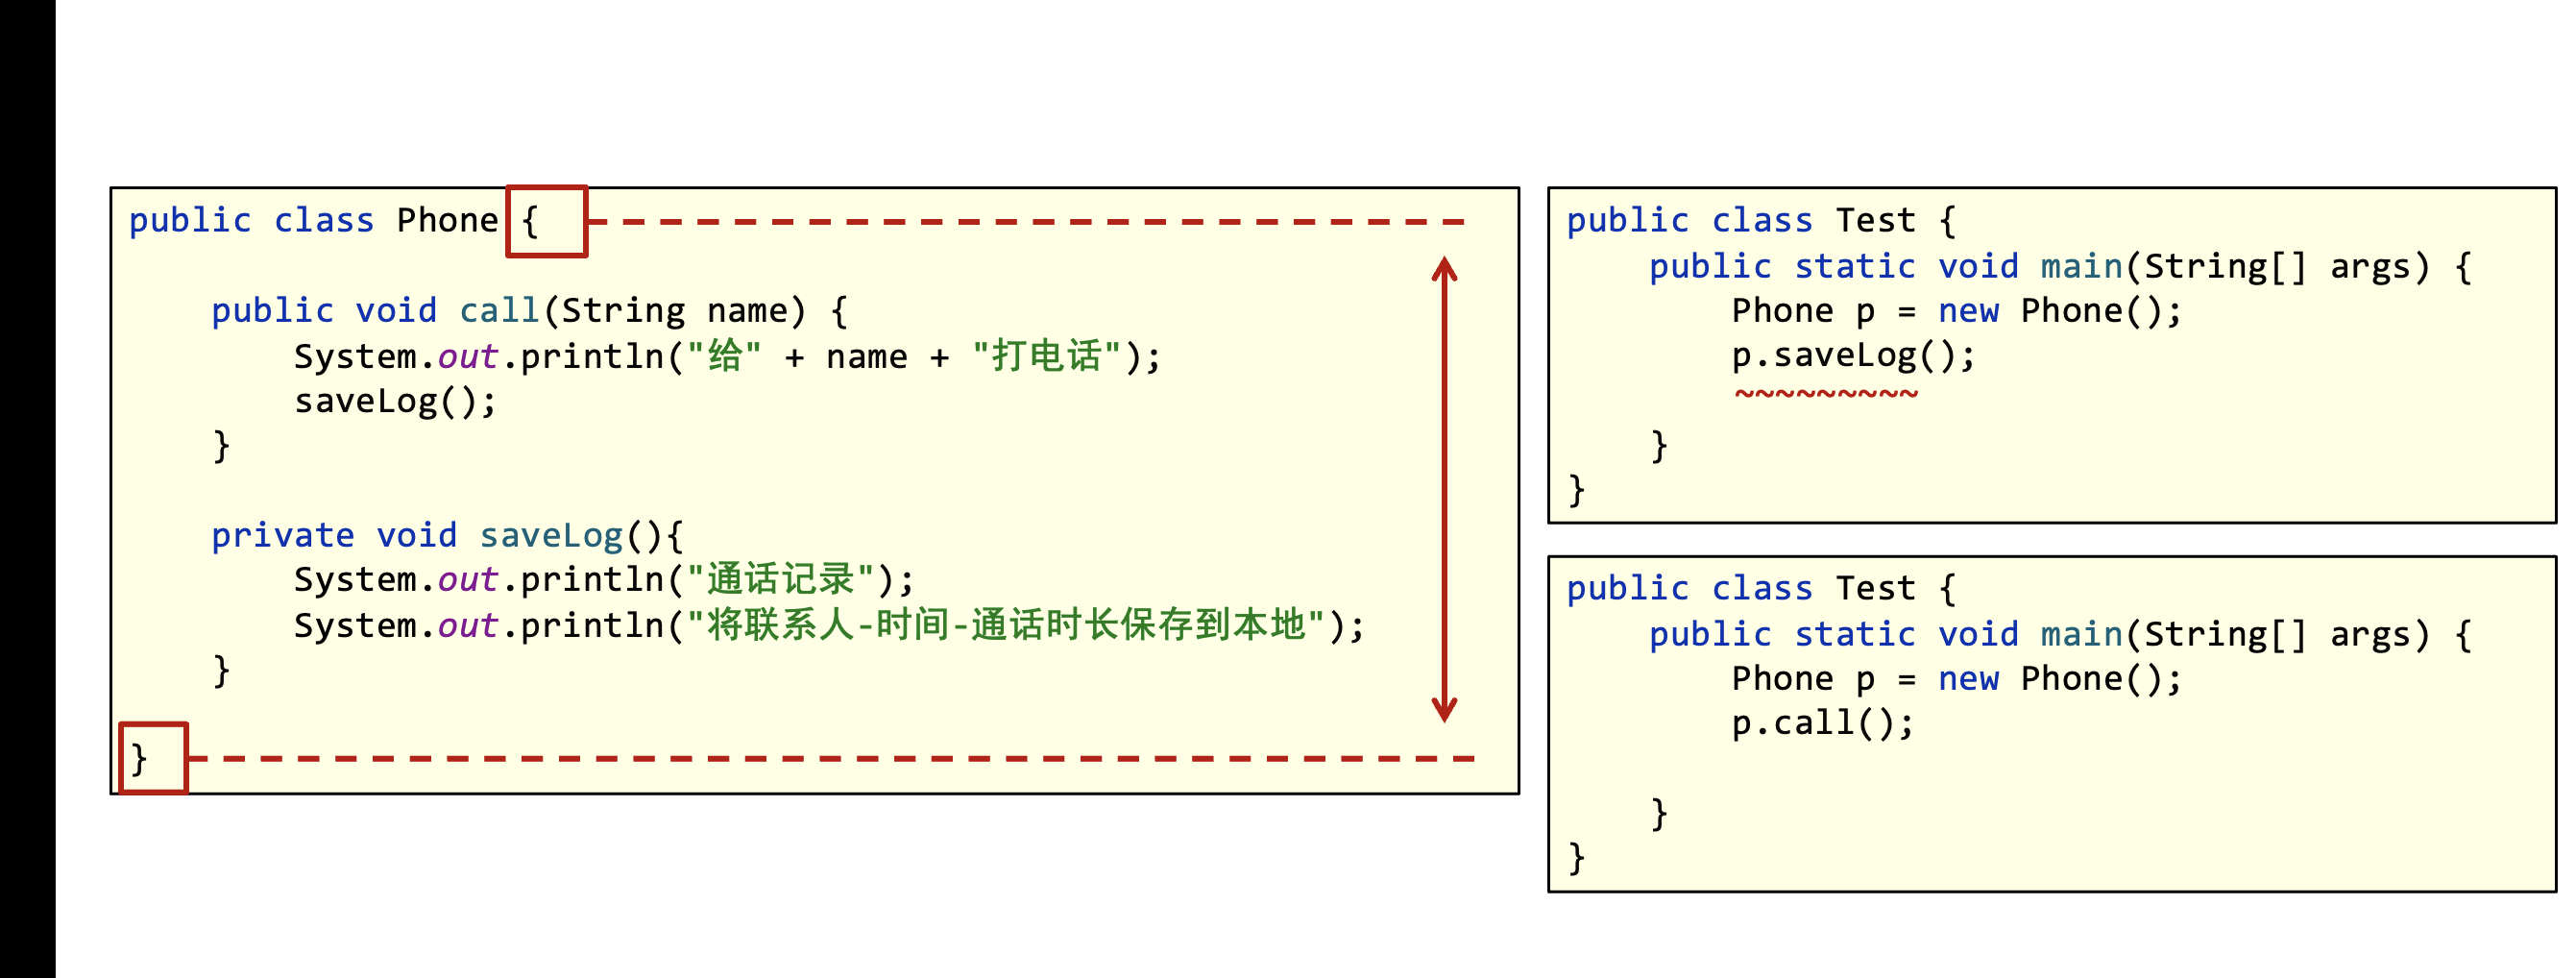 public class Phone {
public void call(String name) {
System.out.println("给" + name + "打电话");
saveLog();
}
private void saveLog(){
System.out.println("通话记录");
System.out.println("将联系人-时间-通话时长保存到本地");
}
}
public class Test {
public static void main(String[] args) {
Phone p = new Phone();
p.saveLog();
~~~~~~~~~
}
}
public class Test {
public static void main(String[] args) {
Phone p = new Phone();
p.call();
}
}